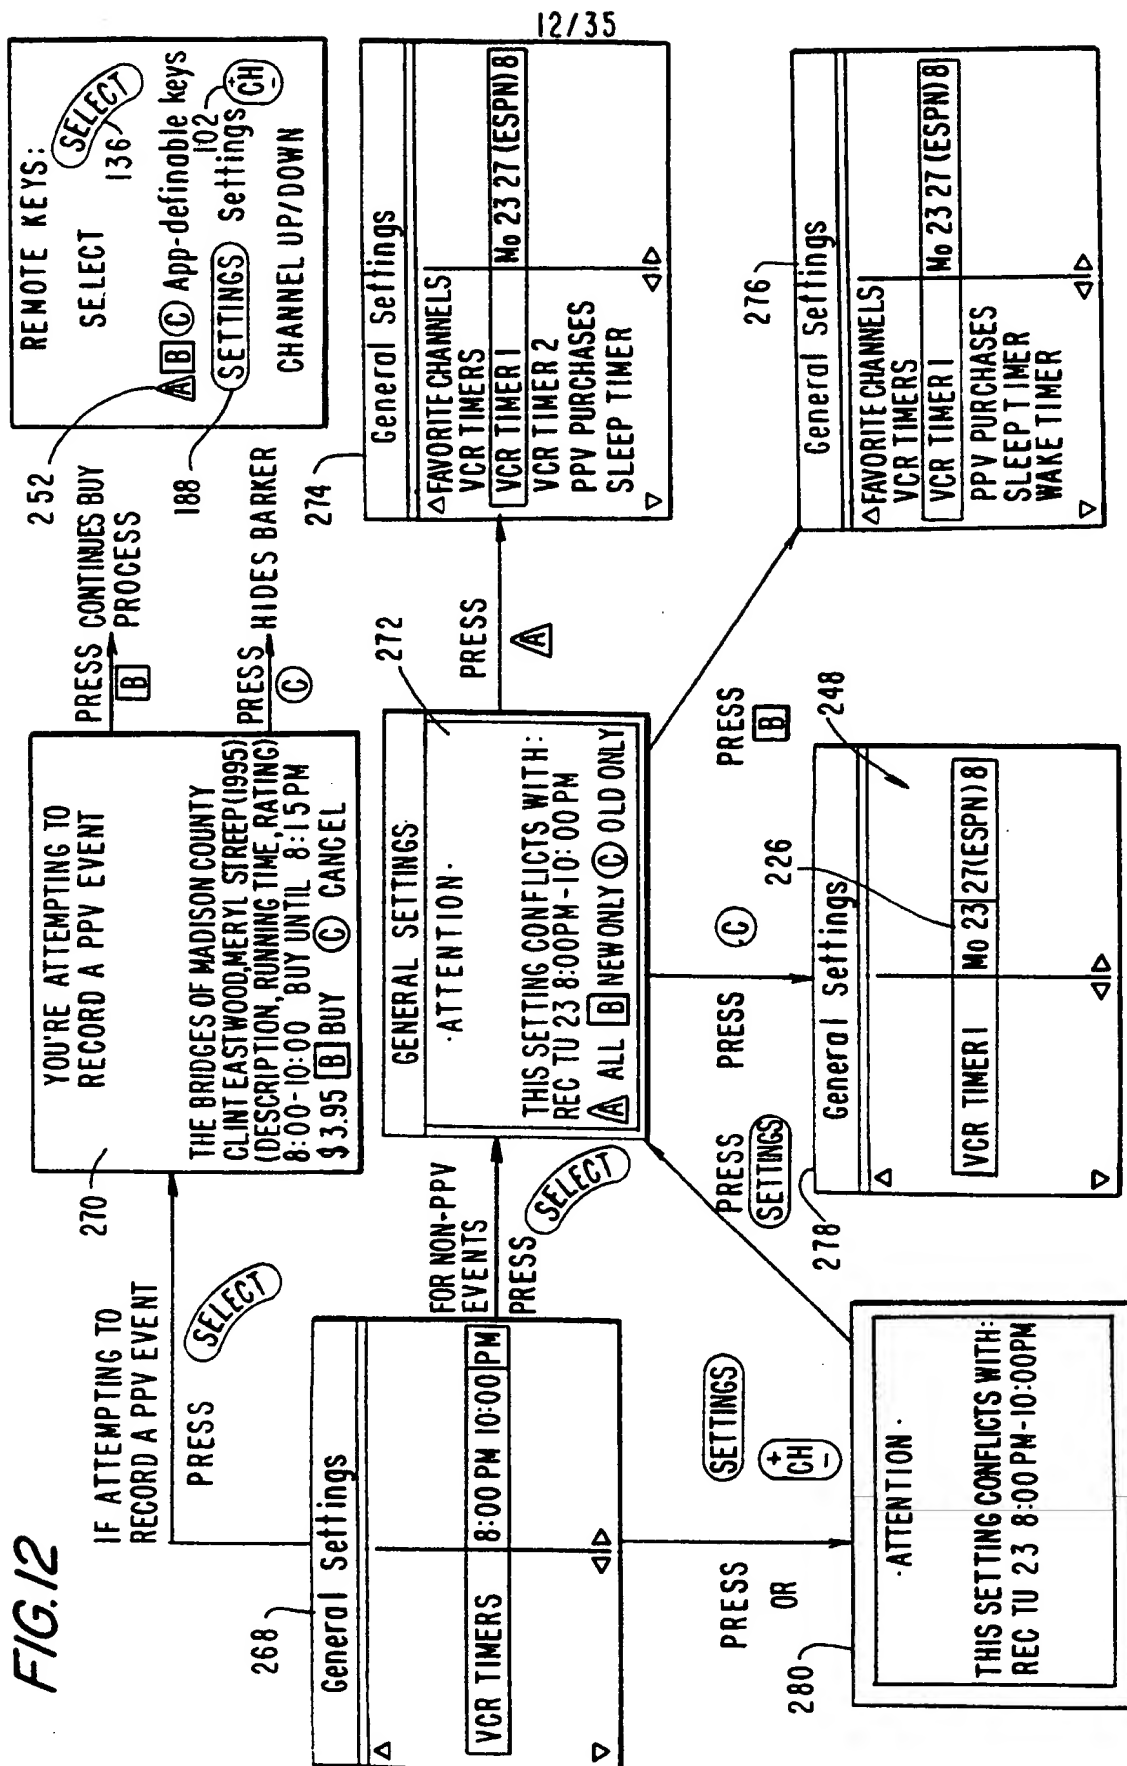 12/35
FIG.12
IF ATTEMPTING TO
RECORD A PPV EVENT
PRESS
SELECT
270
YOU'RE ATTEMPTING TO
RECORD A PPV EVENT
THE BRIDGES OF MADISON COUNTY
CLINT EASTWOOD,MERYL STREEP(1995)
(DESCRIPTION, RUNNING TIME, RATING)
8:00-10:00 BUY UNTIL 8:15PM
$3.95 B BUY C CANCEL
PRESS
B
CONTINUES BUY
PROCESS
PRESS
C
HIDES BARKER
REMOTE KEYS:
SELECT
SELECT
136
252
A B C App-definable keys
102
188
SETTINGS Settings
+
CH
-
CHANNEL UP/DOWN
268
General Settings
VCR TIMERS 8:00PM 10:00 PM
FOR NON-PPV
EVENTS
PRESS
SELECT
272
GENERAL SETTINGS
·ATTENTION·
THIS SETTING CONFLICTS WITH:
REC TU 23 8:00PM-10:00PM
A ALL B NEW ONLY C OLD ONLY
PRESS
A
274
General Settings
FAVORITE CHANNELS
VCR TIMERS
VCR TIMER1 Mo 23 27 (ESPN)8
VCR TIMER 2
PPV PURCHASES
SLEEP TIMER
PRESS
OR
SETTINGS
+
CH
-
280
·ATTENTION·
THIS SETTING CONFLICTS WITH:
REC TU 23 8:00PM-10:00PM
PRESS
SETTINGS
PRESS
C
278
General Settings
226
248
VCR TIMER1 Mo 23 27(ESPN)8
PRESS
B
276
General Settings
FAVORITE CHANNELS
VCR TIMERS
VCR TIMER1 Mo 23 27 (ESPN)8
PPV PURCHASES
SLEEP TIMER
WAKE TIMER